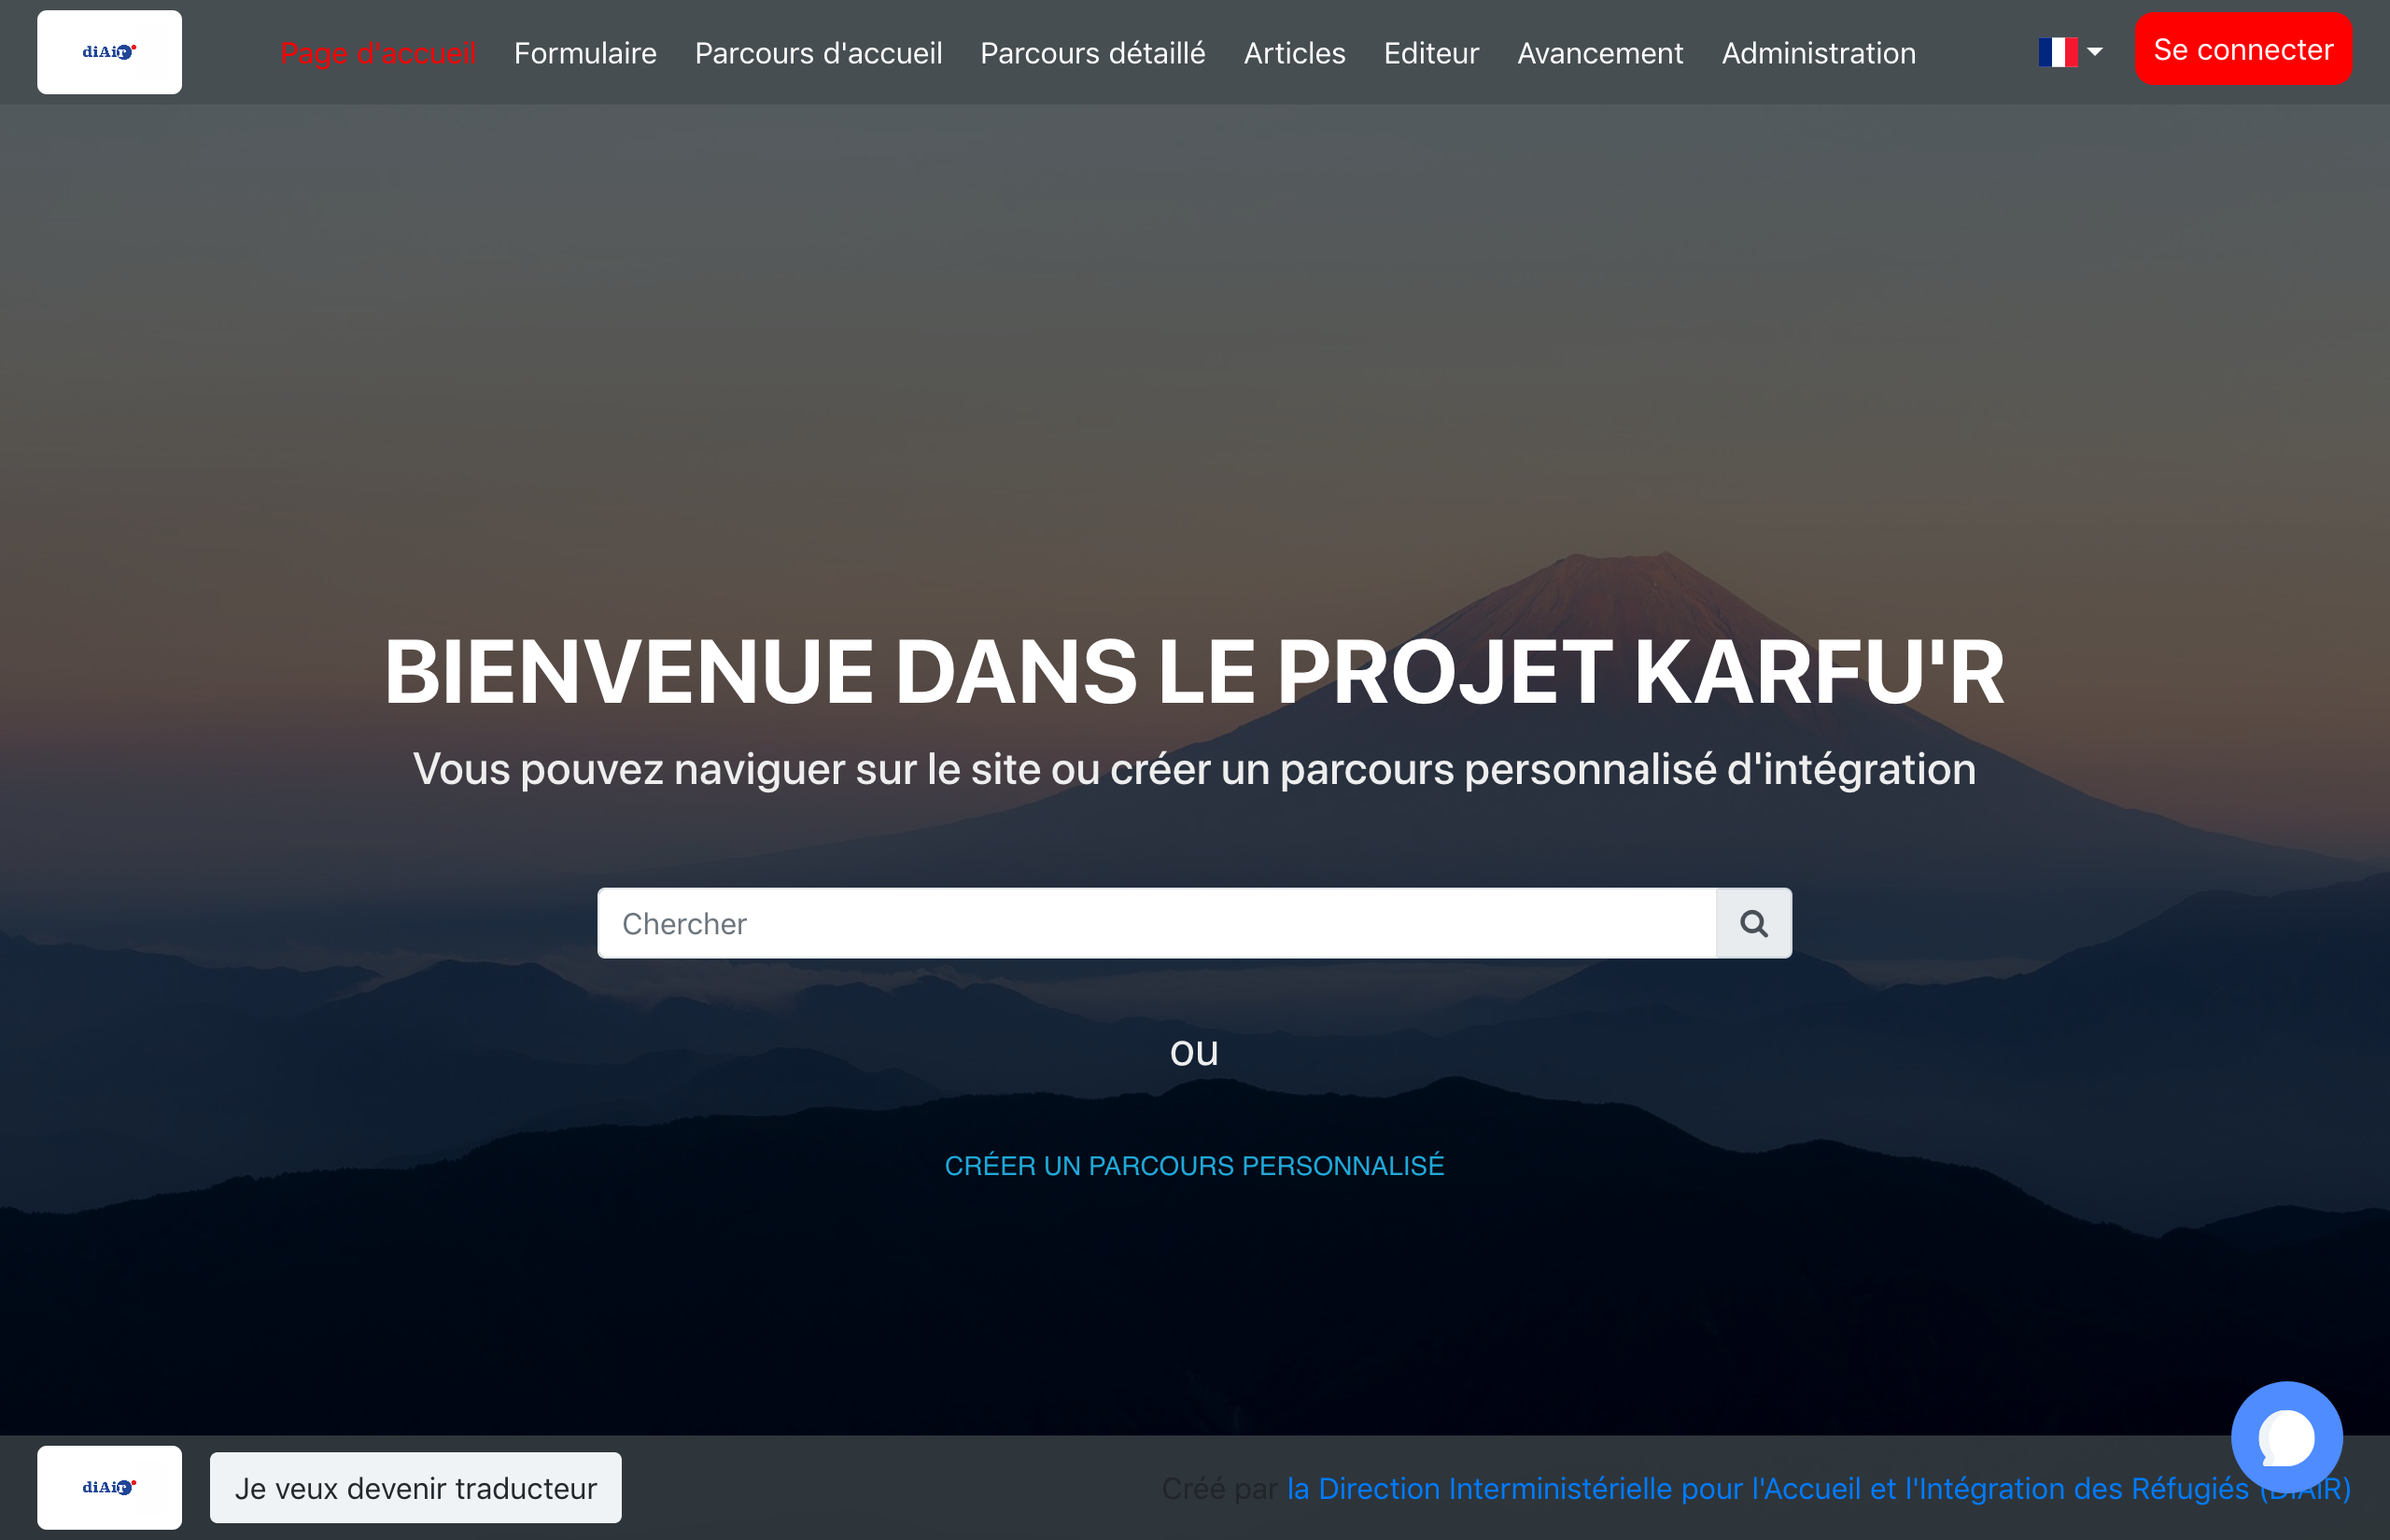 diAir
Page d'accueil Formulaire Parcours d'accueil Parcours détaillé Articles Editeur Avancement Administration Se connecter
BIENVENUE DANS LE PROJET KARFU'R
Vous pouvez naviguer sur le site ou créer un parcours personnalisé d'intégration
Chercher
ou
CRÉER UN PARCOURS PERSONNALISÉ
diAir
Je veux devenir traducteur
Créé par la Direction Interministérielle pour l'Accueil et l'Intégration des Réfugiés (DIAIR)